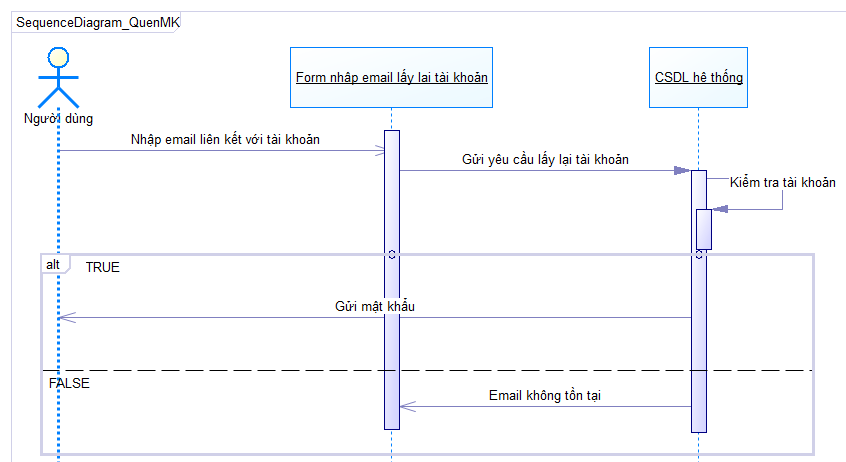 SequenceDiagram_QuenMK
Người dùng
Form nhập email lấy lại tài khoản
CSDL hệ thống
Nhập email liên kết với tài khoản
Gửi yêu cầu lấy lại tài khoản
Kiểm tra tài khoản
alt
TRUE
Gửi mật khẩu
FALSE
Email không tồn tại